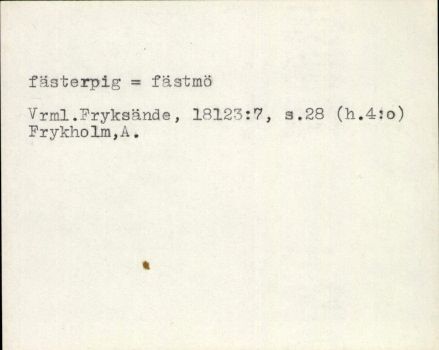 fästerpig = fästmö
Vrml.Fryksände, 18123:7, s.28 (h.4:o)
Frykholm,A.